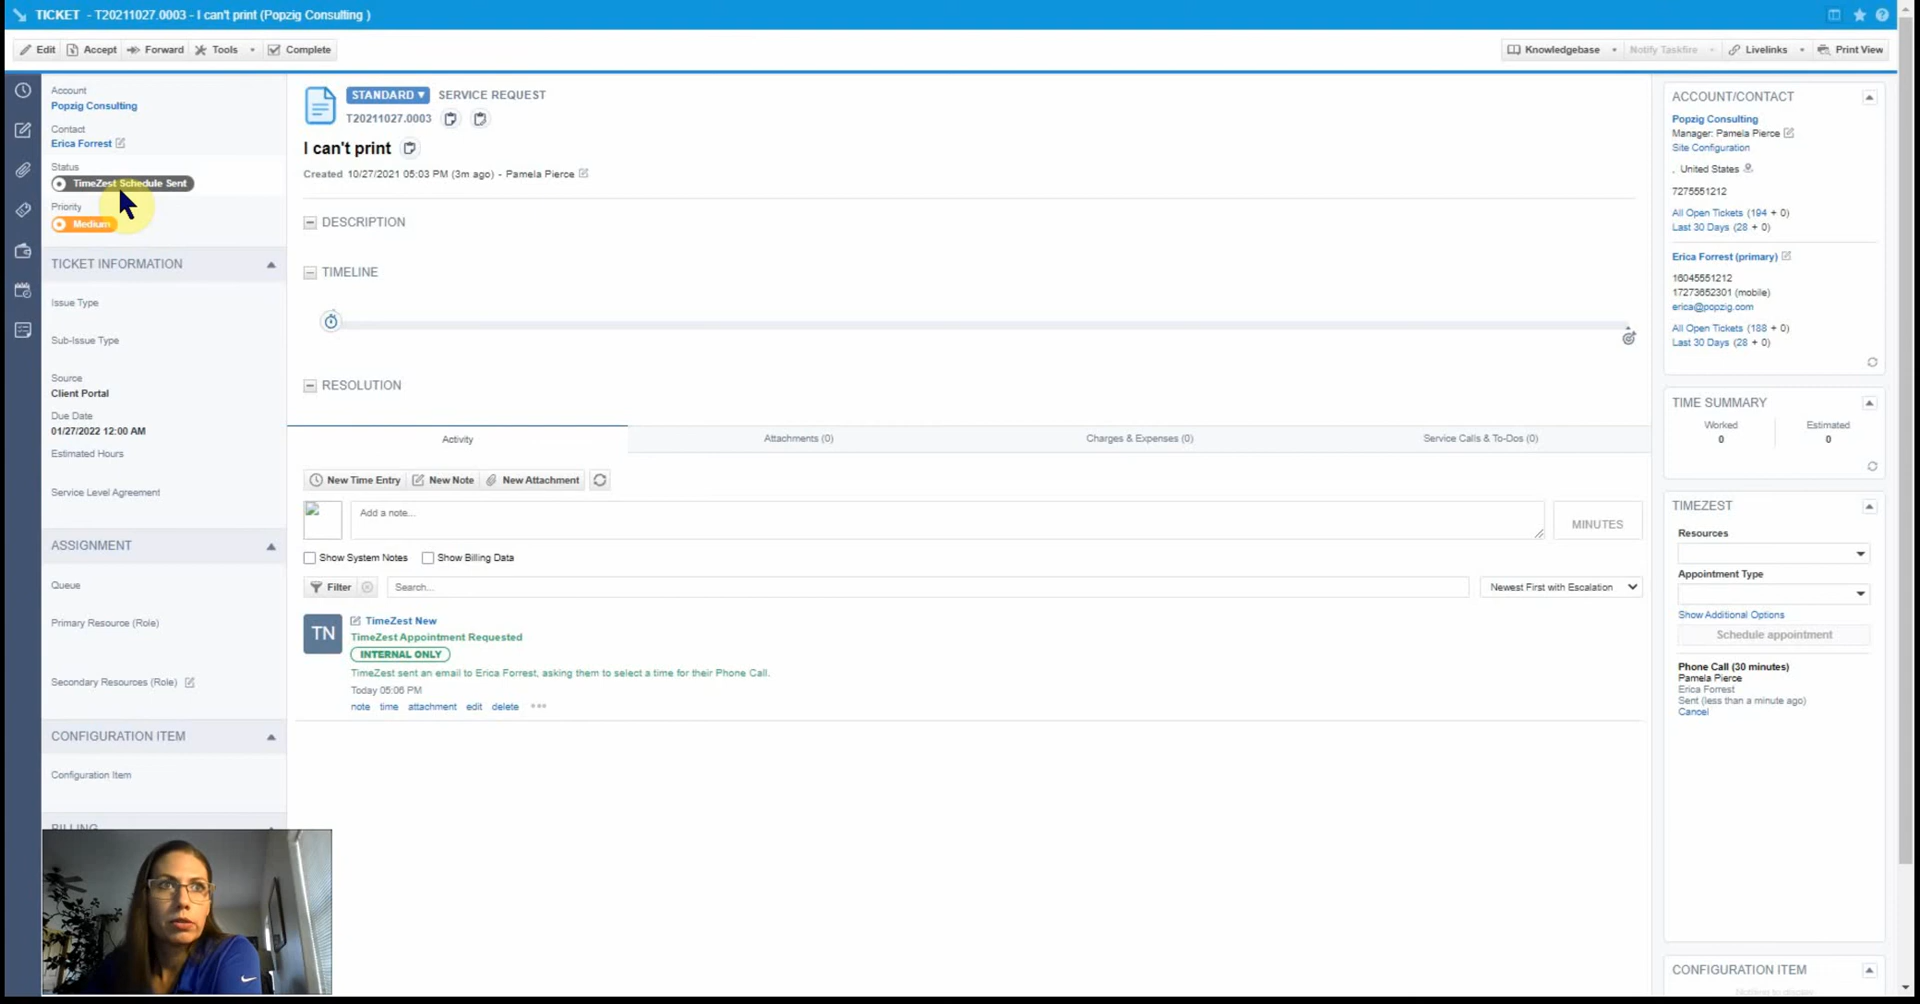 TICKET - T20211027.0003 - I can't print (Popzig Consulting )
Edit Accept Forward Tools Complete
Knowledgebase Notify Taskfire Livelinks Print View
Account
Popzig Consulting
Contact
Erica Forrest
Status
TimeZest Schedule Sent
Priority
Medium
TICKET INFORMATION
Issue Type
Sub-Issue Type
Source
Client Portal
Due Date
01/27/2022 12:00 AM
Estimated Hours
Service Level Agreement
ASSIGNMENT
Queue
Primary Resource (Role)
Secondary Resources (Role)
CONFIGURATION ITEM
Configuration Item
BILLING
STANDARD SERVICE REQUEST
T20211027.0003
I can't print
Created 10/27/2021 05:03 PM (3m ago) - Pamela Pierce
DESCRIPTION
TIMELINE
RESOLUTION
Activity Attachments (0) Charges & Expenses (0) Service Calls & To-Dos (0)
New Time Entry New Note New Attachment
Add a note...
MINUTES
Show System Notes Show Billing Data
Filter Search... Newest First with Escalation
TN
TimeZest New
TimeZest Appointment Requested
INTERNAL ONLY
TimeZest sent an email to Erica Forrest, asking them to select a time for their Phone Call.
Today 05:06 PM
note time attachment edit delete
ACCOUNT/CONTACT
Popzig Consulting
Manager: Pamela Pierce
Site Configuration
, United States
7275551212
All Open Tickets (194 + 0)
Last 30 Days (28 + 0)
Erica Forrest (primary)
16045551212
17273652301 (mobile)
erica@popzig.com
All Open Tickets (188 + 0)
Last 30 Days (28 + 0)
TIME SUMMARY
Worked Estimated
0 0
TIMEZEST
Resources
Appointment Type
Show Additional Options
Schedule appointment
Phone Call (30 minutes)
Pamela Pierce
Erica Forrest
Sent (less than a minute ago)
Cancel
CONFIGURATION ITEM